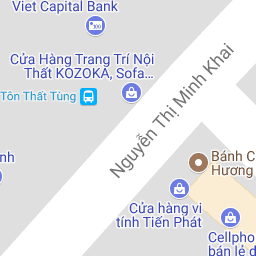 Viet Capital Bank
Cửa Hàng Trang Trí Nội
Thất KOZOKA, Sofa...
Tôn Thất Tùng
Nguyễn Thị Minh Khai
Bánh C
Hương
nh
Cửa hàng vi
tính Tiến Phát
Cellpho
bán lẻ d